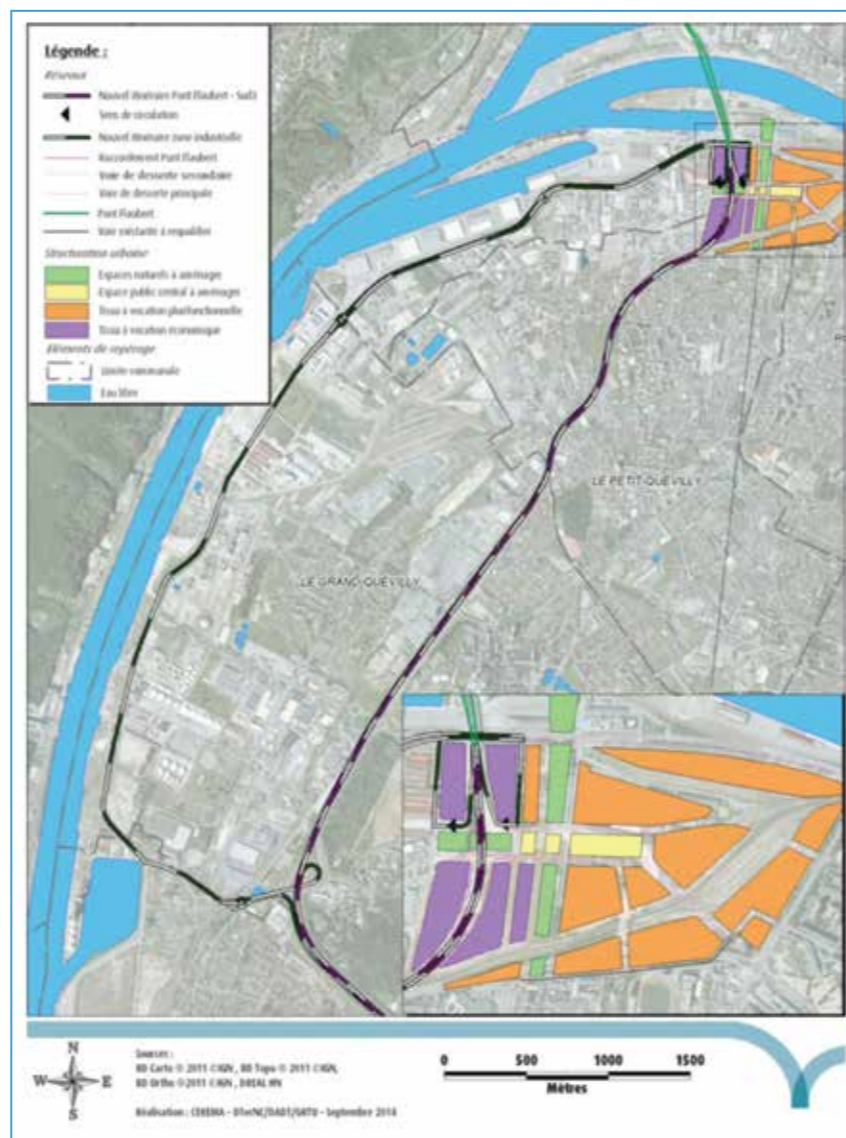 Légende :
Réseaux
Nouvel itinéraire Pont Flaubert - Sud3
Sens de circulation
Nouvel itinéraire zone industrielle
Raccordement Pont Flaubert
Voie de desserte secondaire
Voie de desserte principale
Pont Flaubert
Voie existante à requalifier
Structuration urbaine
Espaces naturels à aménager
Espace public central à aménager
Tissu à vocation plurifonctionnelle
Tissu à vocation économique
Eléments de repérage
Limite communale
Eau libre
LE PETIT-QUEVILLY
LE GRAND-QUEVILLY
N
W E
S
Sources :
BD Carto © 2011 ©IGN , BD Topo © 2011 ©IGN,
BD Ortho ©2011 ©IGN , DREAL HN
Réalisation : CEREMA - DTerNC/DADT/GRTU - Septembre 2014
0 500 1000 1500
Mètres